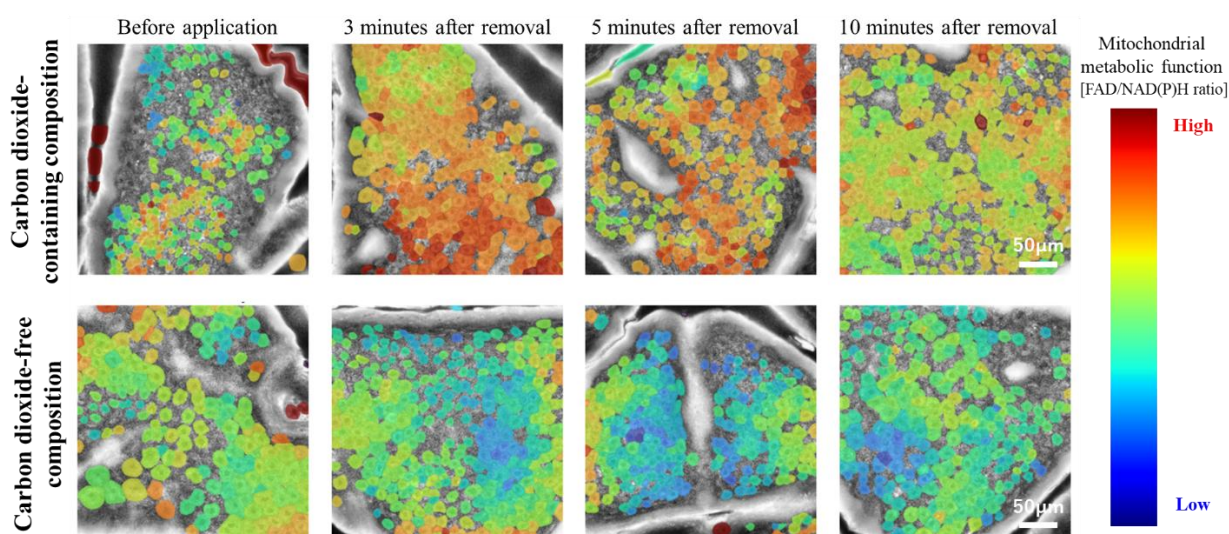 Before application
3 minutes after removal
5 minutes after removal
10 minutes after removal
Mitochondrial
metabolic function
[FAD/NAD(P)H ratio]
High
Low
Carbon dioxide-
containing composition
50μm
Carbon dioxide-free
composition
50μm